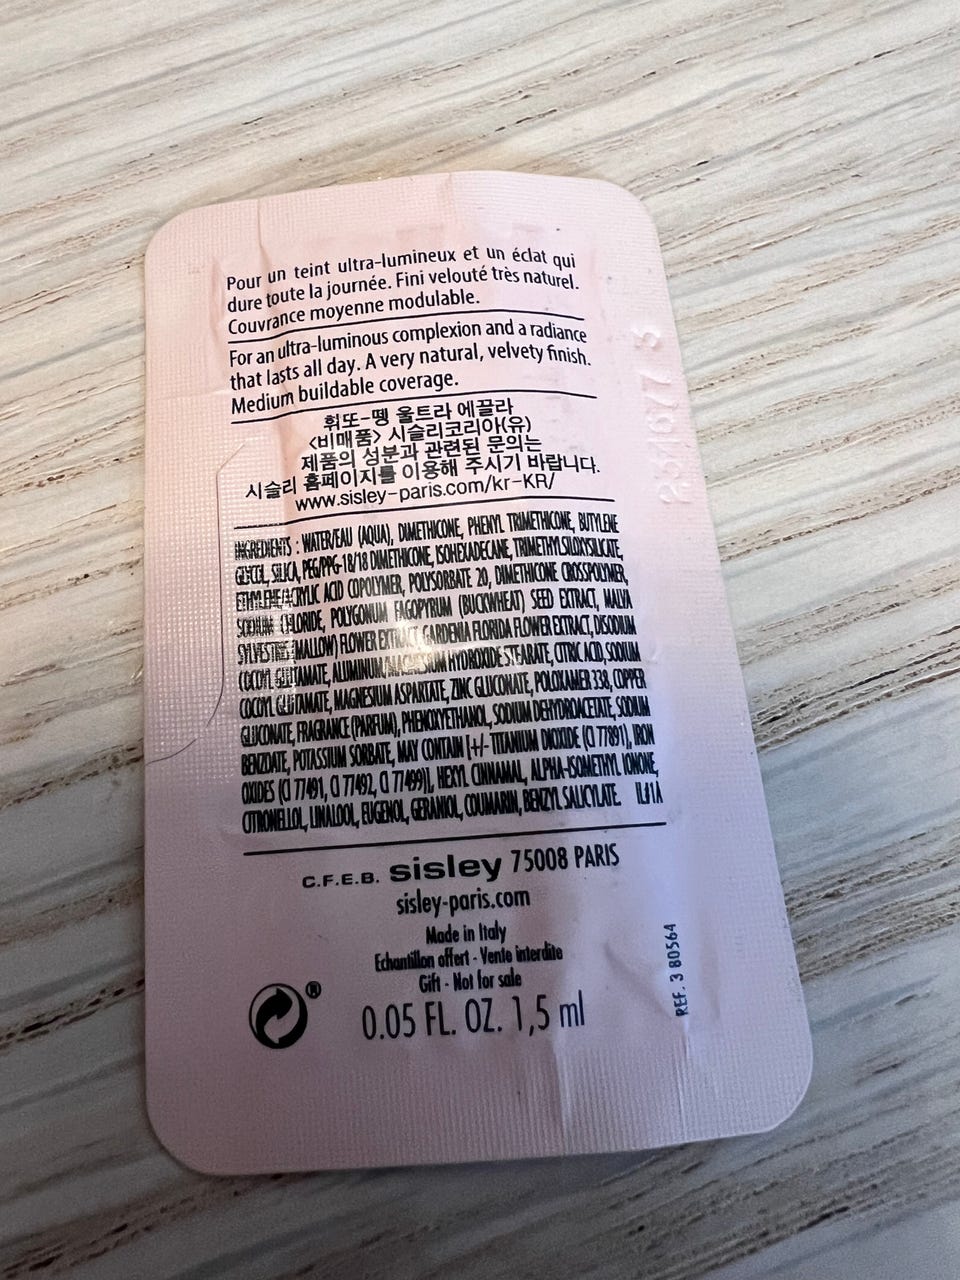 Pour un teint ultra-lumineux et un éclat qui
dure toute la journée. Fini velouté très naturel.
Couvrance moyenne modulable.
For an ultra-luminous complexion and a radiance
that lasts all day. A very natural, velvety finish.
Medium buildable coverage.
휘또-뗑 울트라 에끌라
<비매품> 시슬리코리아(유)
제품의 성분과 관련된 문의는
시슬리 홈페이지를 이용해 주시기 바랍니다.
www.sisley-paris.com/kr-KR/
INGREDIENTS : WATER/EAU (AQUA), DIMETHICONE, PHENYL TRIMETHICONE, BUTYLENE
GLYCOL, SILICA, PEG/PPG-18/18 DIMETHICONE, ISOHEXADECANE, TRIMETHYLSILOXYSILICATE,
ETHYLENE/ACRYLIC ACID COPOLYMER, POLYSORBATE 20, DIMETHICONE CROSSPOLYMER,
SODIUM CHLORIDE, POLYGONUM FAGOPYRUM (BUCKWHEAT) SEED EXTRACT, MALVA
SYLVESTRIS (MALLOW) FLOWER EXTRACT, GARDENIA FLORIDA FLOWER EXTRACT, DISODIUM
COCOYL GLUTAMATE, ALUMINUM/MAGNESIUM HYDROXIDE STEARATE, CITRIC ACID, SODIUM
COCOYL GLUTAMATE, MAGNESIUM ASPARTATE, ZINC GLUCONATE, POLOXAMER 338, COPPER
GLUCONATE, FRAGRANCE (PARFUM), PHENOXYETHANOL, SODIUM DEHYDROACETATE, SODIUM
BENZOATE, POTASSIUM SORBATE, MAY CONTAIN [+/- TITANIUM DIOXIDE (CI 77891), IRON
OXIDES (CI 77491, CI 77492, CI 77499)], HEXYL CINNAMAL, ALPHA-ISOMETHYL IONONE,
CITRONELLOL, LINALOOL, EUGENOL, GERANIOL, COUMARIN, BENZYL SALICYLATE. IL#1A
C.F.E.B. sisley 75008 PARIS
sisley-paris.com
Made in Italy
Echantillon offert - Vente interdite
Gift - Not for sale
0.05 FL. OZ. 1,5 ml
®
REF. 3 80564